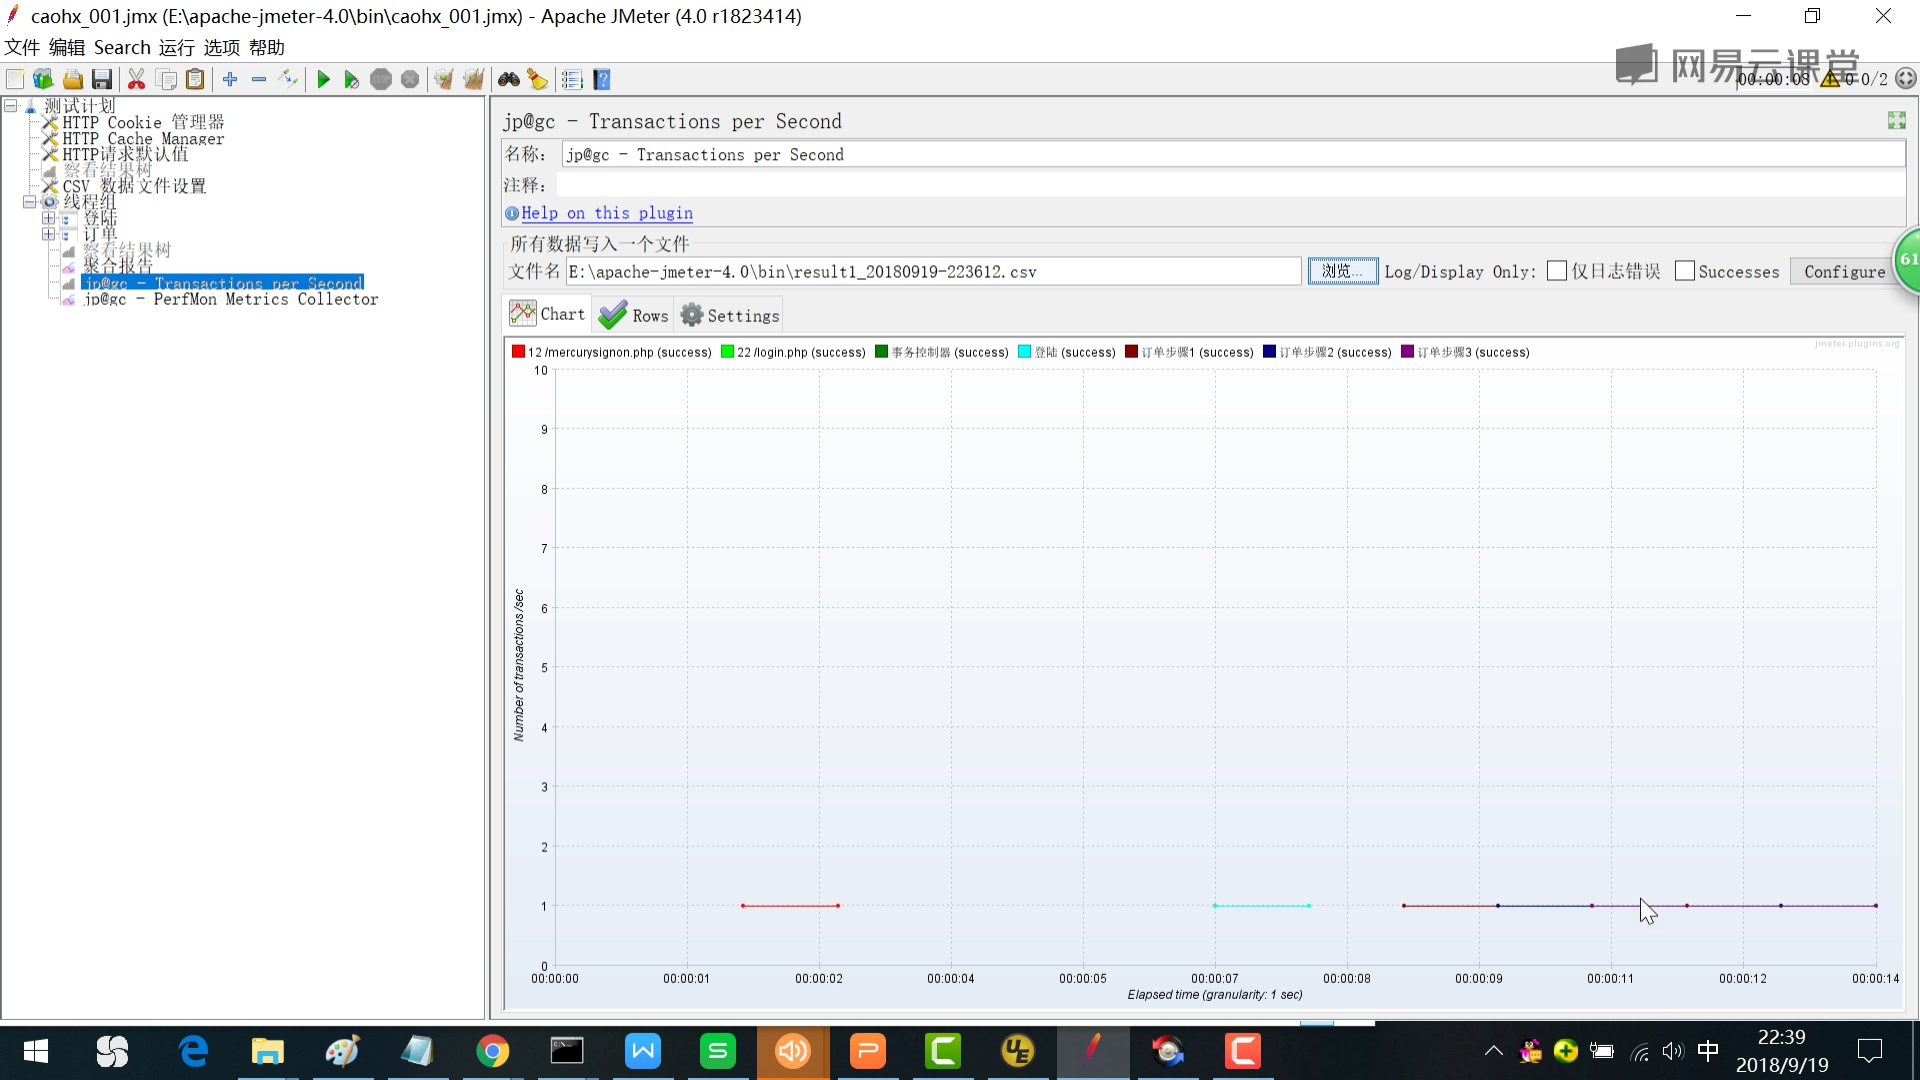 caohx_001.jmx (E:\apache-jmeter-4.0\bin\caohx_001.jmx) - Apache JMeter (4.0 r1823414)
文件 编辑 Search 运行 选项 帮助
网易云课堂
00:00:08 0 0/2
测试计划
HTTP Cookie 管理器
HTTP Cache Manager
HTTP请求默认值
察看结果树
CSV 数据文件设置
线程组
登陆
订单
察看结果树
聚合报告
jp@gc - Transactions per Second
jp@gc - PerfMon Metrics Collector
jp@gc - Transactions per Second
名称: jp@gc - Transactions per Second
注释:
Help on this plugin
所有数据写入一个文件
文件名 E:\apache-jmeter-4.0\bin\result1_20180919-223612.csv 浏览... Log/Display Only: 仅日志错误 Successes Configure
61
Chart Rows Settings
12 /mercurysignon.php (success) 22 /login.php (success) 事务控制器 (success) 登陆 (success) 订单步骤1 (success) 订单步骤2 (success) 订单步骤3 (success)
jmeter-plugins.org
10
9
8
7
6
5
4
3
2
1
0
Number of transactions /sec
00:00:00 00:00:01 00:00:02 00:00:04 00:00:05 00:00:07 00:00:08 00:00:09 00:00:11 00:00:12 00:00:14
Elapsed time (granularity: 1 sec)
中
22:39
2018/9/19